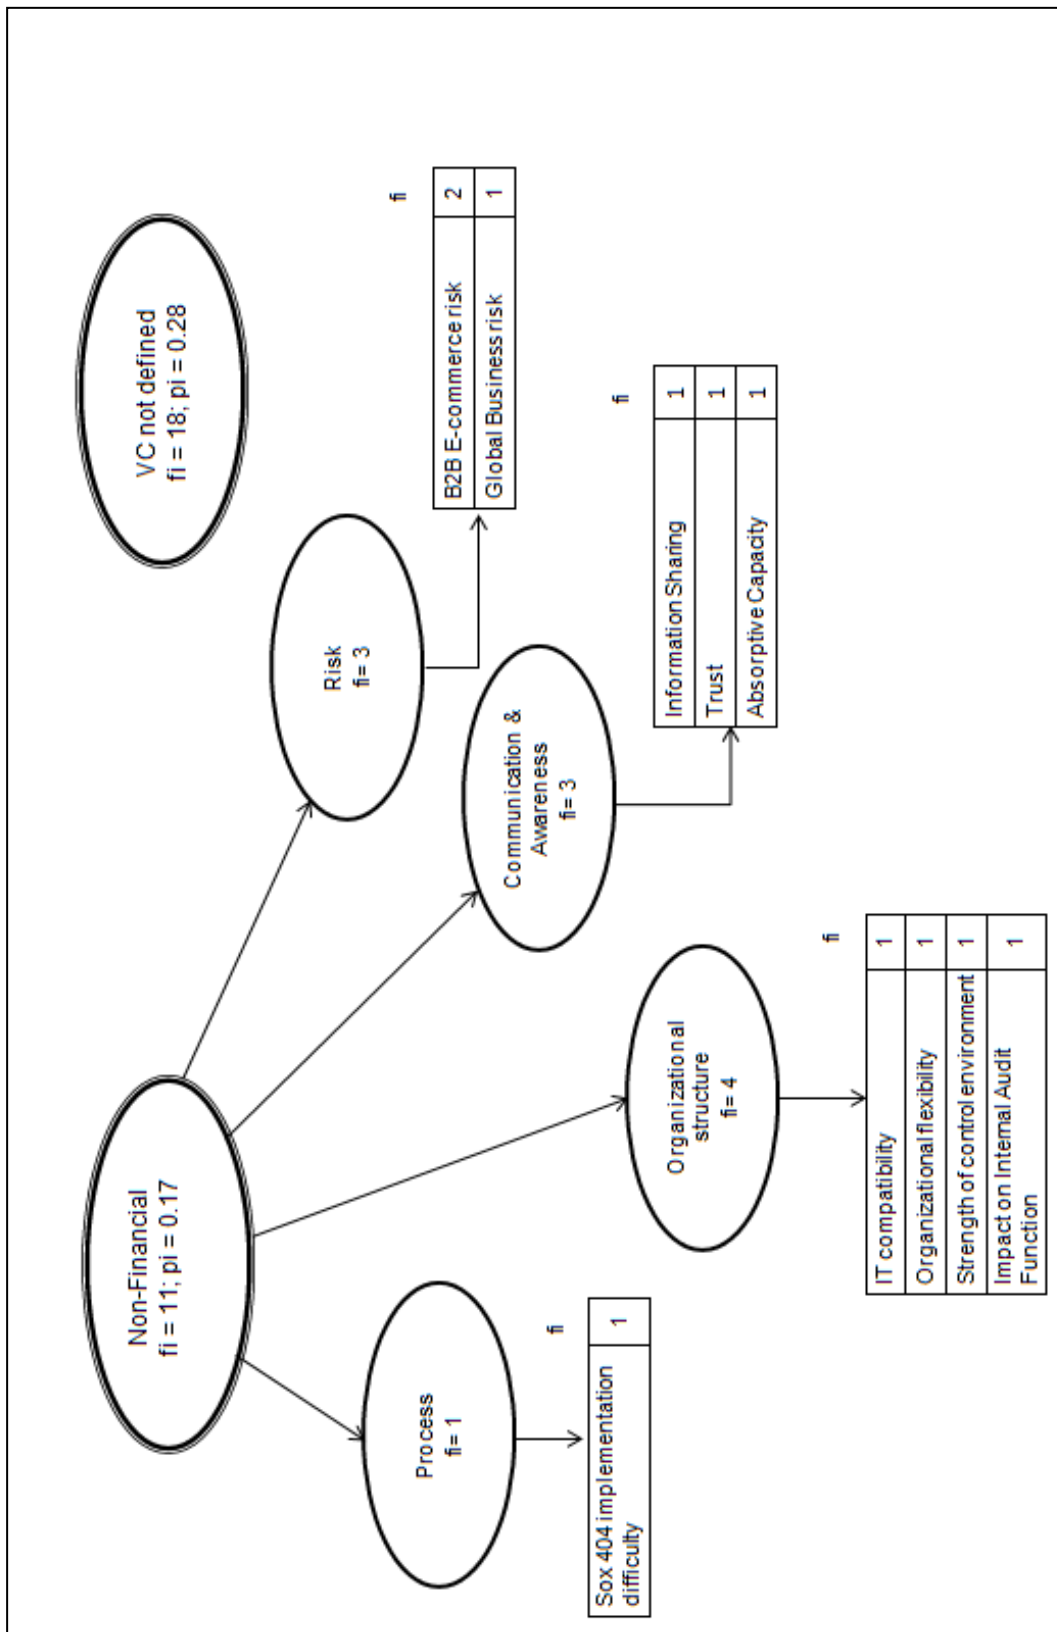 Non-Financial
fi = 11; pi = 0.17
VC not defined
fi = 18; pi = 0.28
Process
fi= 1
Organizational
structure
fi= 4
Communication &
Awareness
fi= 3
Risk
fi= 3
fi
Sox 404 implementation
difficulty
1
fi
IT compatibility
1
Organizational flexibility
1
Strength of control environment
1
Impact on Internal Audit
Function
1
fi
Information Sharing
1
Trust
1
Absorptive Capacity
1
fi
B2B E-commerce risk
2
Global Business risk
1